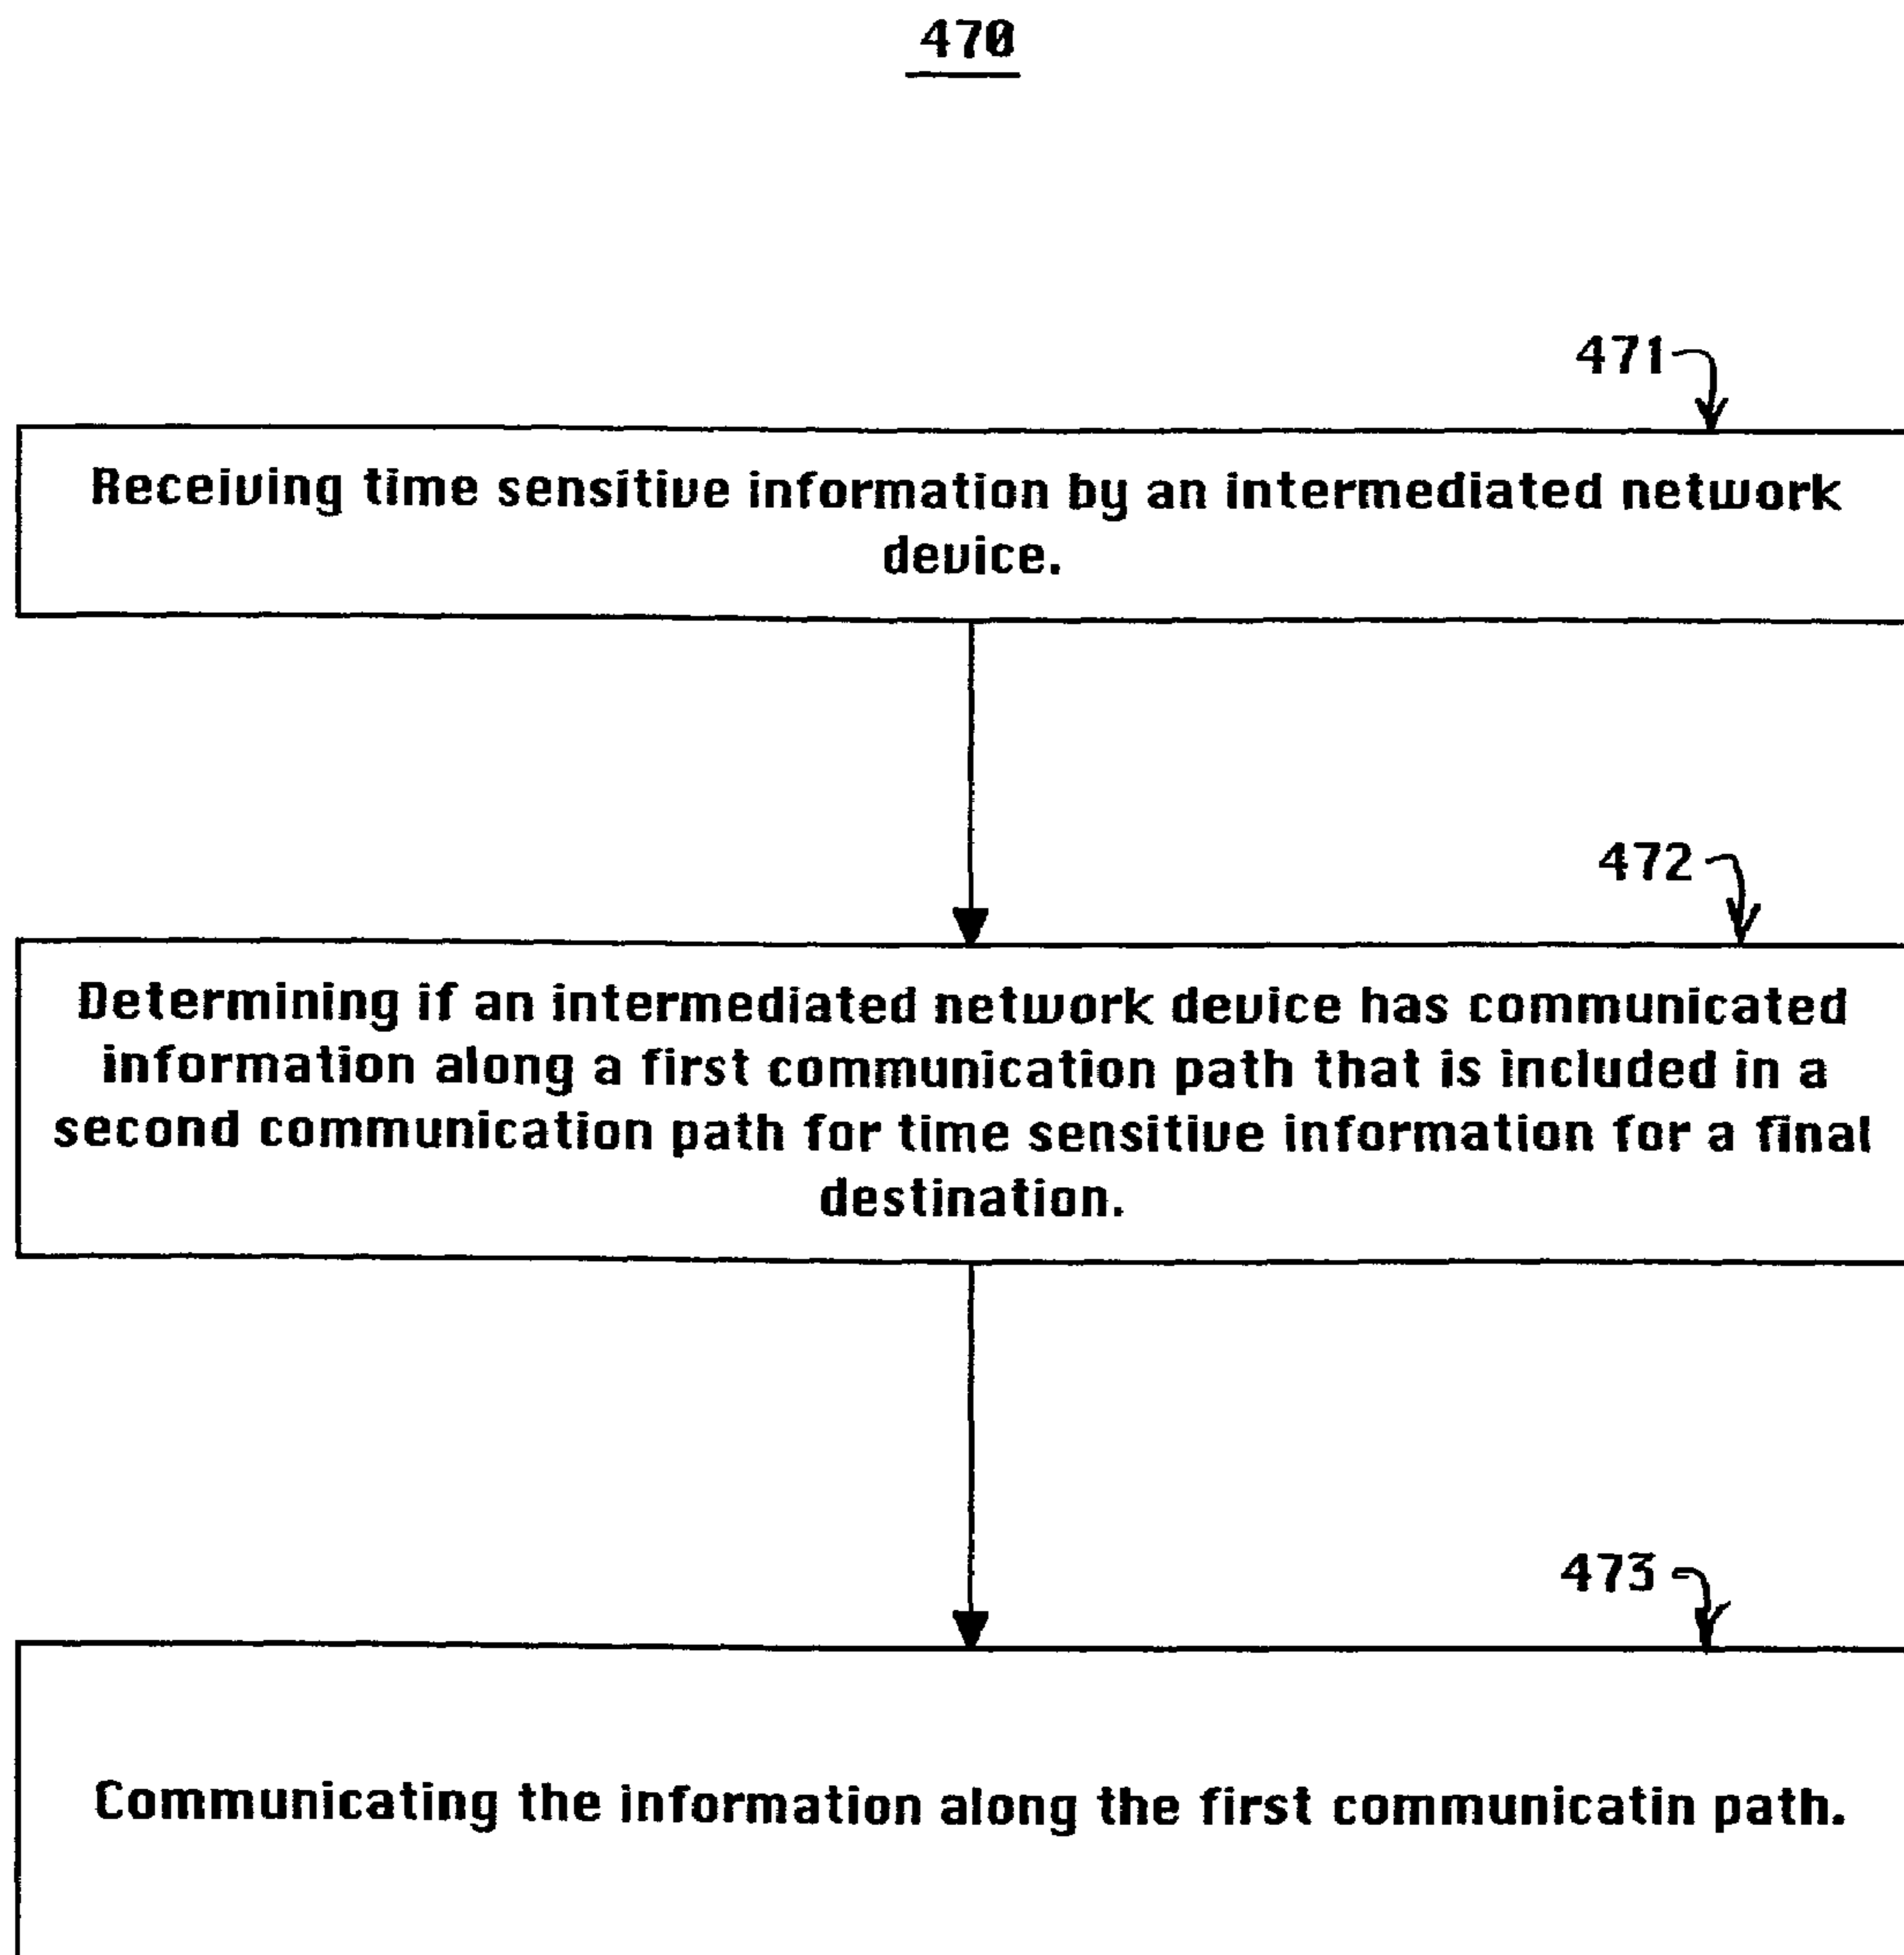 470
471
Receiving time sensitive information by an intermediated network
device.
472
Determining if an intermediated network device has communicated
information along a first communication path that is included in a
second communication path for time sensitive information for a final
destination.
473
Communicating the information along the first communicatin path.